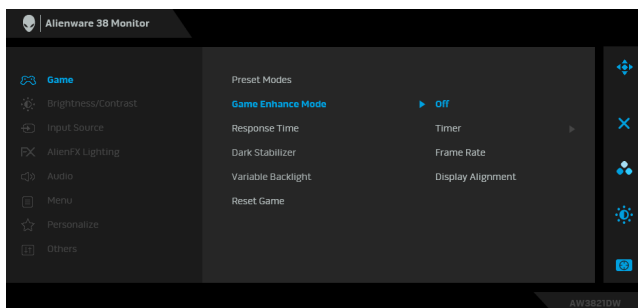 Alienware 38 Monitor
Game
Preset Modes
Brightness/Contrast
Game Enhance Mode
Off
Input Source
Response Time
Timer
AlienFX Lighting
Dark Stabilizer
Frame Rate
Audio
Variable Backlight
Display Alignment
Menu
Reset Game
Personalize
Others
AW3821DW